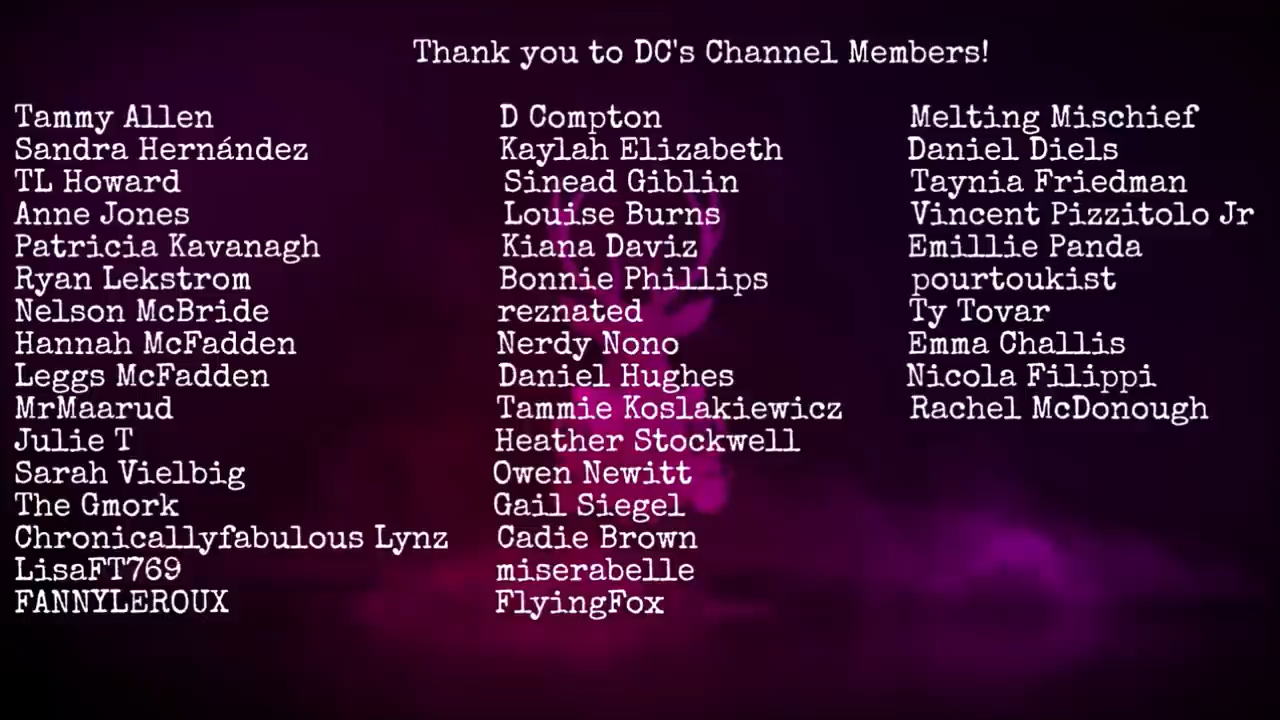 Thank you to DC's Channel Members!
Tammy Allen
Sandra Hernández
TL Howard
Anne Jones
Patricia Kavanagh
Ryan Lekstrom
Nelson McBride
Hannah McFadden
Leggs McFadden
MrMaarud
Julie T
Sarah Vielbig
The Gmork
Chronicallyfabulous Lynz
LisaFT769
FANNYLEROUX
D Compton
Kaylah Elizabeth
Sinead Giblin
Louise Burns
Kiana Daviz
Bonnie Phillips
reznated
Nerdy Nono
Daniel Hughes
Tammie Koslakiewicz
Heather Stockwell
Owen Newitt
Gail Siegel
Cadie Brown
miserabelle
FlyingFox
Melting Mischief
Daniel Diels
Taynia Friedman
Vincent Pizzitolo Jr
Emillie Panda
pourtoukist
Ty Tovar
Emma Challis
Nicola Filippi
Rachel McDonough